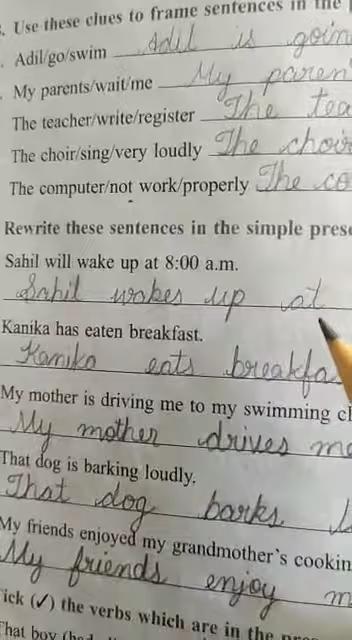 Use these clues to frame sentences in the
Adil/go/swim Adil is goin
My parents/wait/me My paren
The teacher/write/register The tea
The choir/sing/very loudly The choir
The computer/not work/properly The co
Rewrite these sentences in the simple prese
Sahil will wake up at 8:00 a.m.
Sahil wakes up at
Kanika has eaten breakfast.
Kanika eats breakfa
My mother is driving me to my swimming cl
My mother drives me
That dog is barking loudly.
That dog barks l
My friends enjoyed my grandmother's cookin
My friends enjoy m
ick (✓) the verbs which are in the pres
That boy